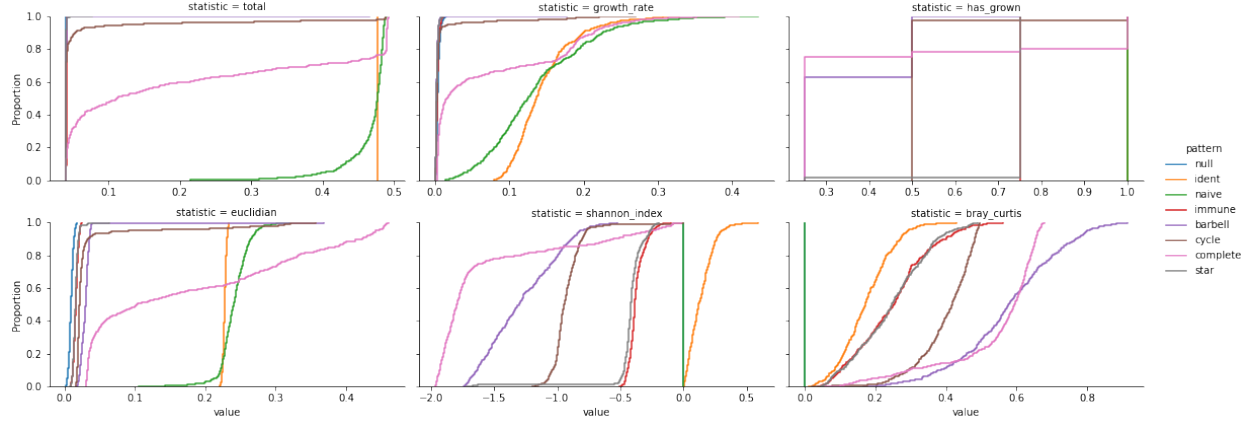 statistic = total
statistic = growth_rate
statistic = has_grown
Proportion
1.0
0.8
0.6
0.4
0.2
0.0
0.1 0.2 0.3 0.4 0.5
0.0 0.1 0.2 0.3 0.4
0.3 0.4 0.5 0.6 0.7 0.8 0.9 1.0
statistic = euclidian
statistic = shannon_index
statistic = bray_curtis
Proportion
1.0
0.8
0.6
0.4
0.2
0.0
0.0 0.1 0.2 0.3 0.4
−2.0 −1.5 −1.0 −0.5 0.0 0.5
0.0 0.2 0.4 0.6 0.8
value
value
value
pattern
null
ident
naive
immune
barbell
cycle
complete
star